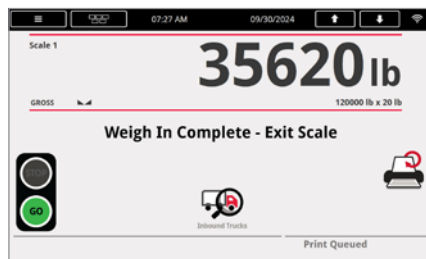 07:27 AM 09/30/2024
Scale 1
35620 lb
GROSS 120000 lb x 20 lb
Weigh In Complete - Exit Scale
STOP
GO
Inbound Trucks
Print Queued